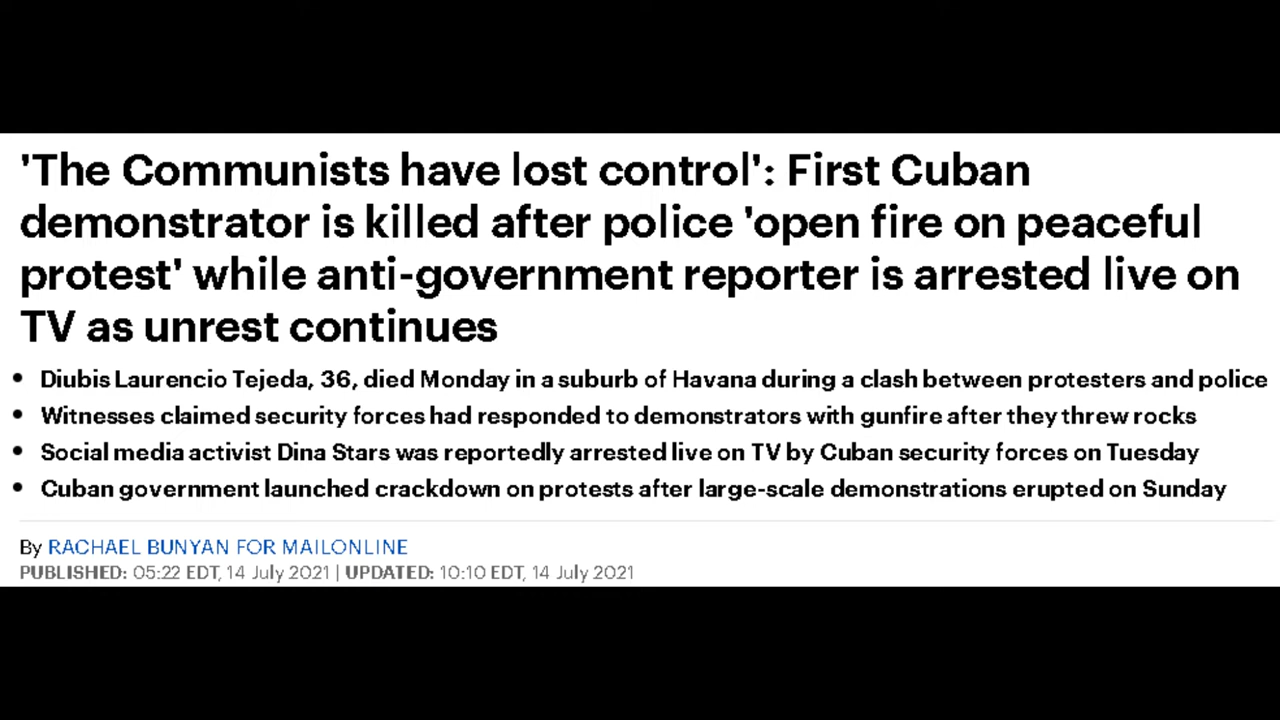 'The Communists have lost control': First Cuban
demonstrator is killed after police 'open fire on peaceful
protest' while anti-government reporter is arrested live on
TV as unrest continues
• Diubis Laurencio Tejeda, 36, died Monday in a suburb of Havana during a clash between protesters and police
• Witnesses claimed security forces had responded to demonstrators with gunfire after they threw rocks
• Social media activist Dina Stars was reportedly arrested live on TV by Cuban security forces on Tuesday
• Cuban government launched crackdown on protests after large-scale demonstrations erupted on Sunday
By RACHAEL BUNYAN FOR MAILONLINE
PUBLISHED: 05:22 EDT, 14 July 2021 | UPDATED: 10:10 EDT, 14 July 2021